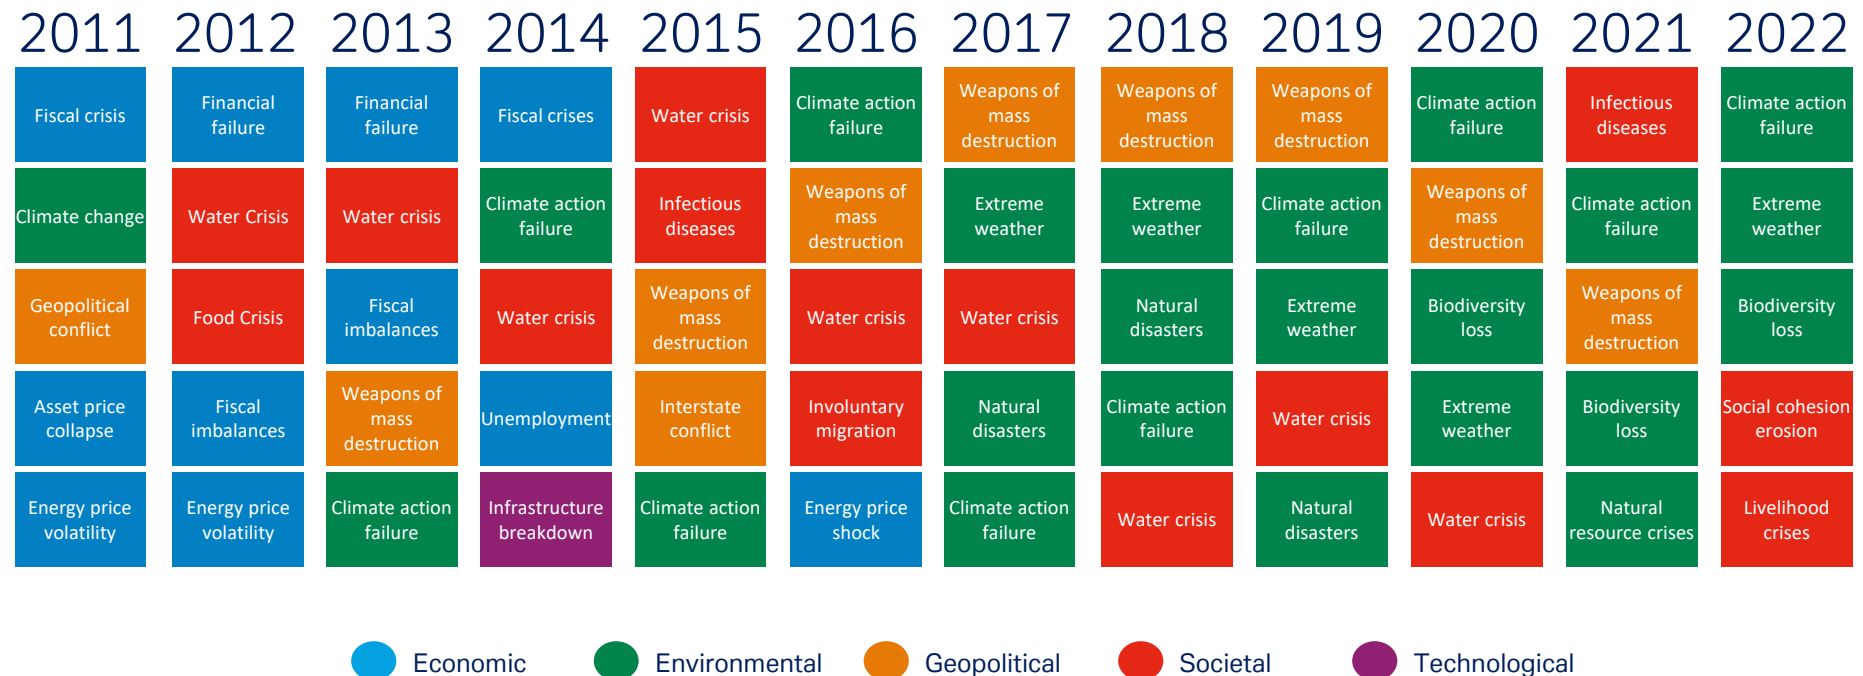 2011 2012 2013 2014 2015 2016 2017 2018 2019 2020 2021 2022
Fiscal crisis
Financial
failure
Financial
failure
Fiscal crises
Water crisis
Climate action
failure
Weapons of
mass
destruction
Weapons of
mass
destruction
Weapons of
mass
destruction
Climate action
failure
Infectious
diseases
Climate action
failure
Climate change
Water Crisis
Water crisis
Climate action
failure
Infectious
diseases
Weapons of
mass
destruction
Extreme
weather
Extreme
weather
Climate action
failure
Weapons of
mass
destruction
Climate action
failure
Extreme
weather
Geopolitical
conflict
Food Crisis
Fiscal
imbalances
Water crisis
Weapons of
mass
destruction
Water crisis
Water crisis
Natural
disasters
Extreme
weather
Biodiversity
loss
Weapons of
mass
destruction
Biodiversity
loss
Asset price
collapse
Fiscal
imbalances
Weapons of
mass
destruction
Unemployment
Interstate
conflict
Involuntary
migration
Natural
disasters
Climate action
failure
Water crisis
Extreme
weather
Biodiversity
loss
Social cohesion
erosion
Energy price
volatility
Energy price
volatility
Climate action
failure
Infrastructure
breakdown
Climate action
failure
Energy price
shock
Climate action
failure
Water crisis
Natural
disasters
Water crisis
Natural
resource crises
Livelihood
crises
Economic
Environmental
Geopolitical
Societal
Technological